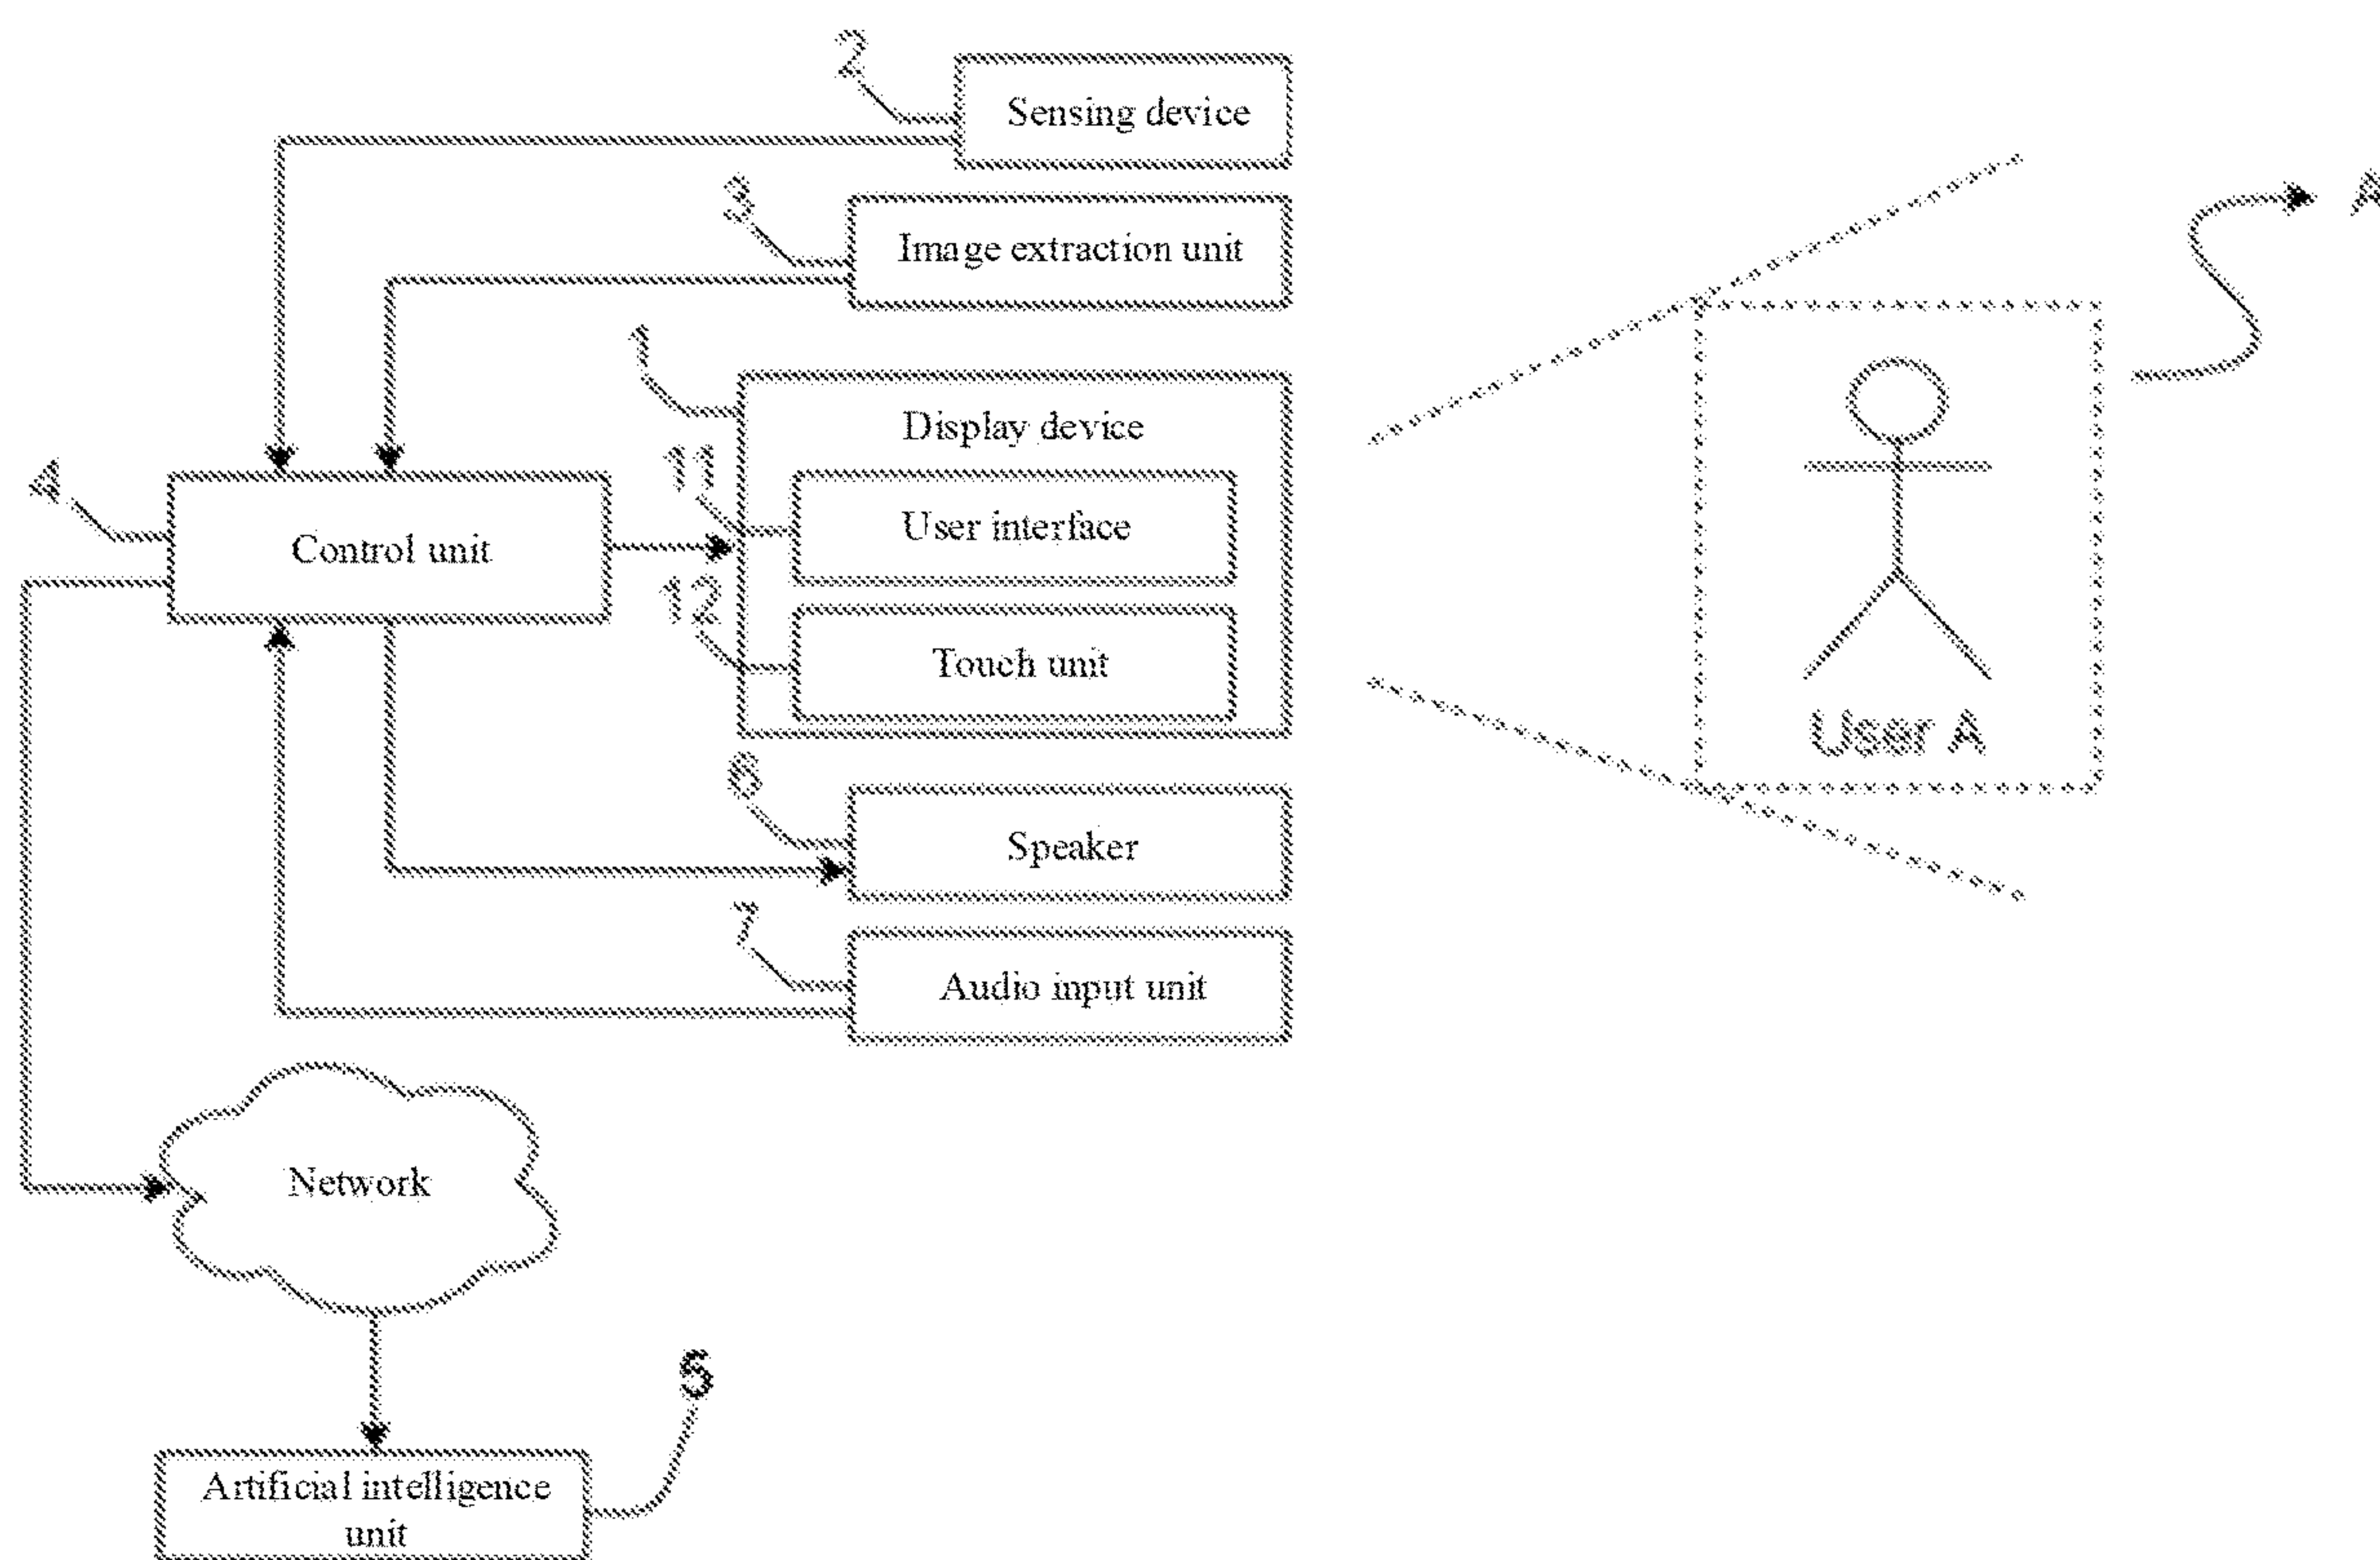 2
Sensing device
3
Image extraction unit
A
1
Display device
11
User interface
4
Control unit
12
Touch unit
User A
6
Speaker
7
Audio input unit
Network
5
Artificial intelligence
unit